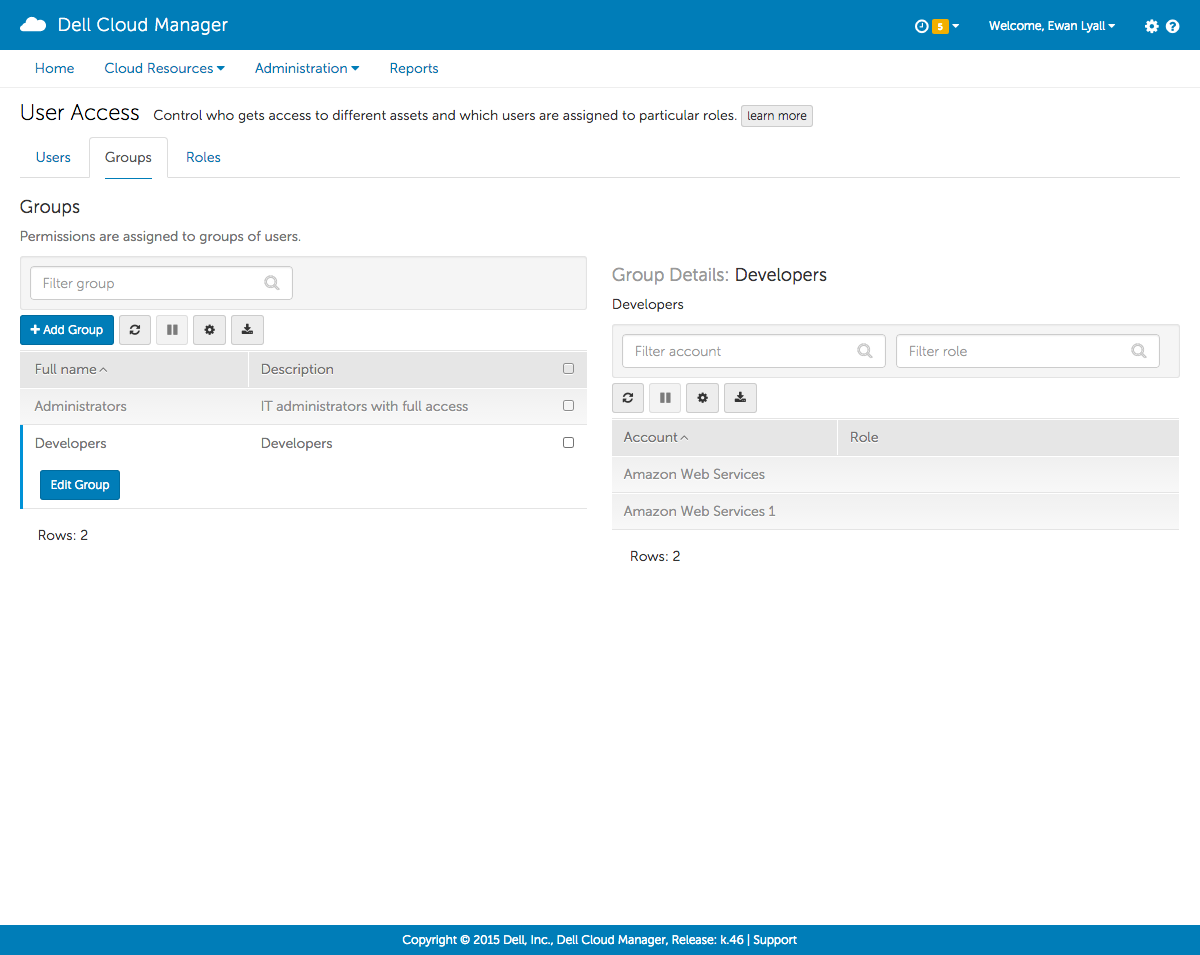 Dell Cloud Manager
5
Welcome, Ewan Lyall
Home Cloud Resources Administration Reports
User Access Control who gets access to different assets and which users are assigned to particular roles. learn more
Users Groups Roles
Groups
Permissions are assigned to groups of users.
Filter group
Add Group
Full name Description
Administrators IT administrators with full access
Developers Developers
Edit Group
Rows: 2
Group Details: Developers
Developers
Filter account Filter role
Account Role
Amazon Web Services
Amazon Web Services 1
Rows: 2
Copyright © 2015 Dell, Inc., Dell Cloud Manager, Release: k.46 | Support